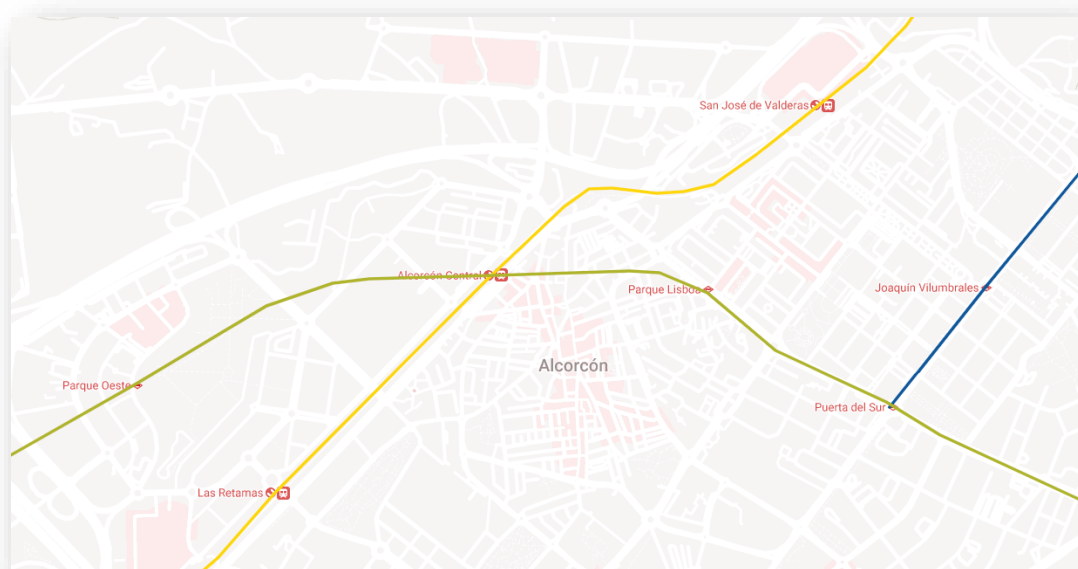 San José de Valderas
Alcorcón Central
Parque Lisboa
Joaquín Vilumbrales
Alcorcón
Parque Oeste
Puerta del Sur
Las Retamas